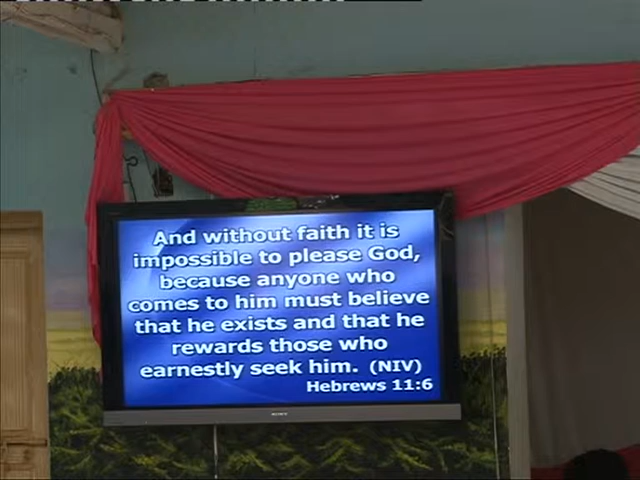 And without faith it is
impossible to please God,
because anyone who
comes to him must believe
that he exists and that he
rewards those who
earnestly seek him. (NIV)
Hebrews 11:6
SONY